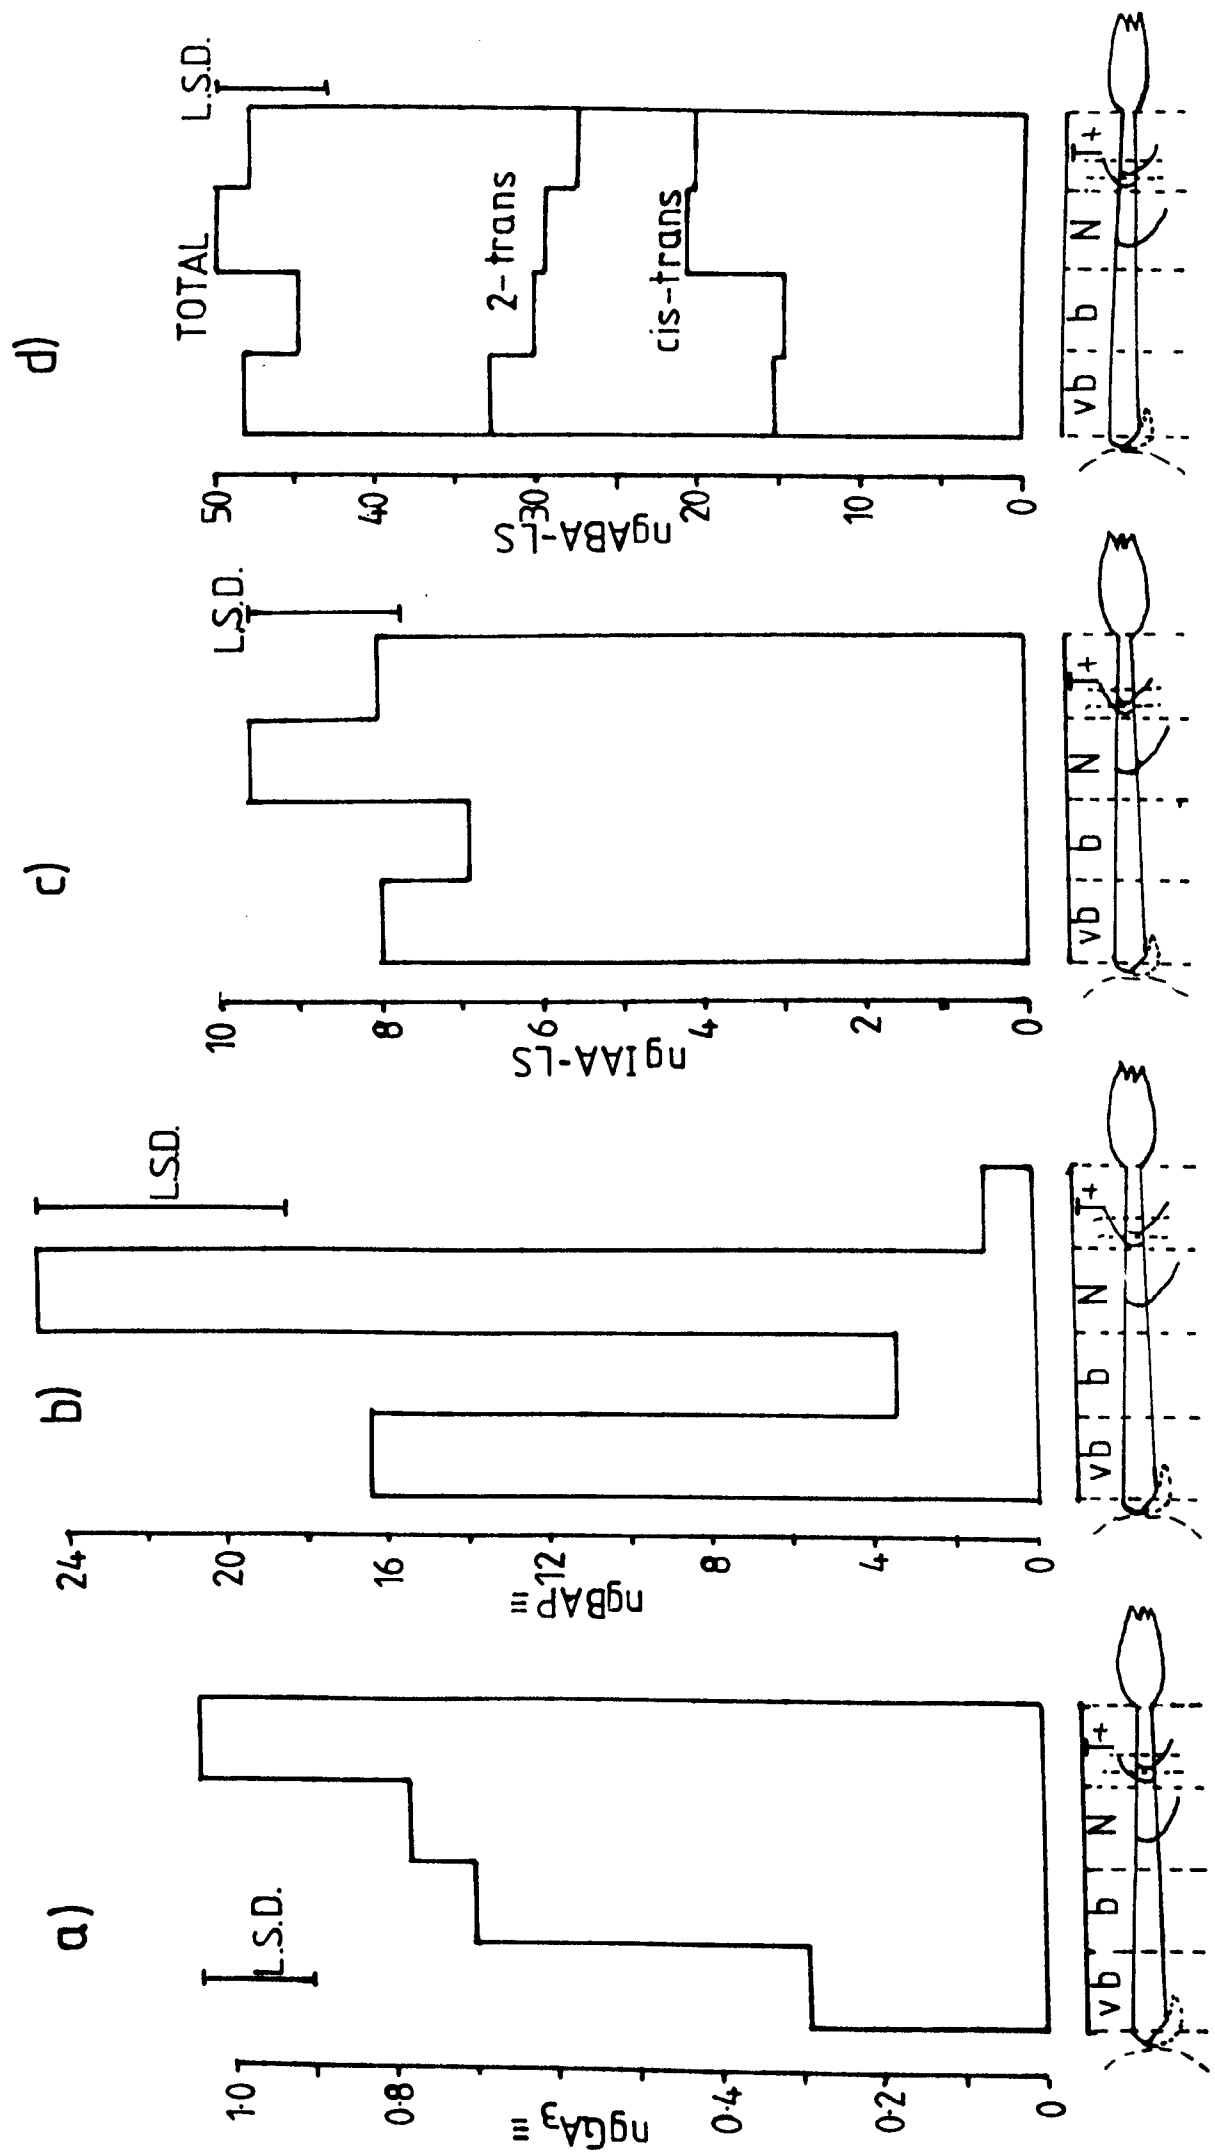 a)
L.S.D.
ngGA₃≡
1·0
0·8
0·4
0·2
0
vb b N T+
b)
L.S.D.
ngBAP≡
24
20
16
12
8
4
0
vb b N T+
c)
L.S.D.
ngIAA-LS
10
8
6
4
2
0
vb b N T+
d)
TOTAL
L.S.D.
2-trans
cis-trans
ngABA-LS
50
40
30
20
10
0
vb b N T+